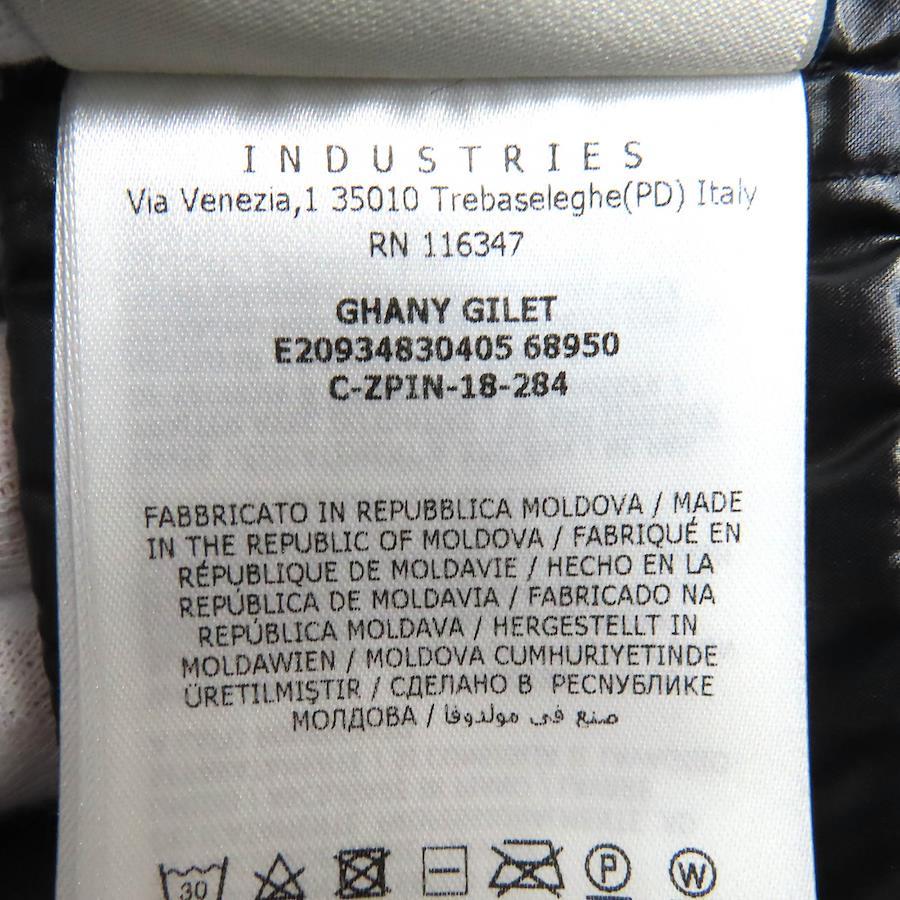 INDUSTRIES
Via Venezia,1 35010 Trebaseleghe(PD) Italy
RN 116347
GHANY GILET
E20934830405 68950
C-ZPIN-18-284
FABBRICATO IN REPUBBLICA MOLDOVA / MADE
IN THE REPUBLIC OF MOLDOVA / FABRIQUÉ EN
RÉPUBLIQUE DE MOLDAVIE / HECHO EN LA
REPÚBLICA DE MOLDAVIA / FABRICADO NA
REPÚBLICA MOLDAVA / HERGESTELLT IN
MOLDAWIEN / MOLDOVA CUMHURIYETINDE
ÜRETILMIŞTIR / СДЕЛАНО В РЕСПУБЛИКЕ
МОЛДОВА / صنع في مولدوفا
30 P W